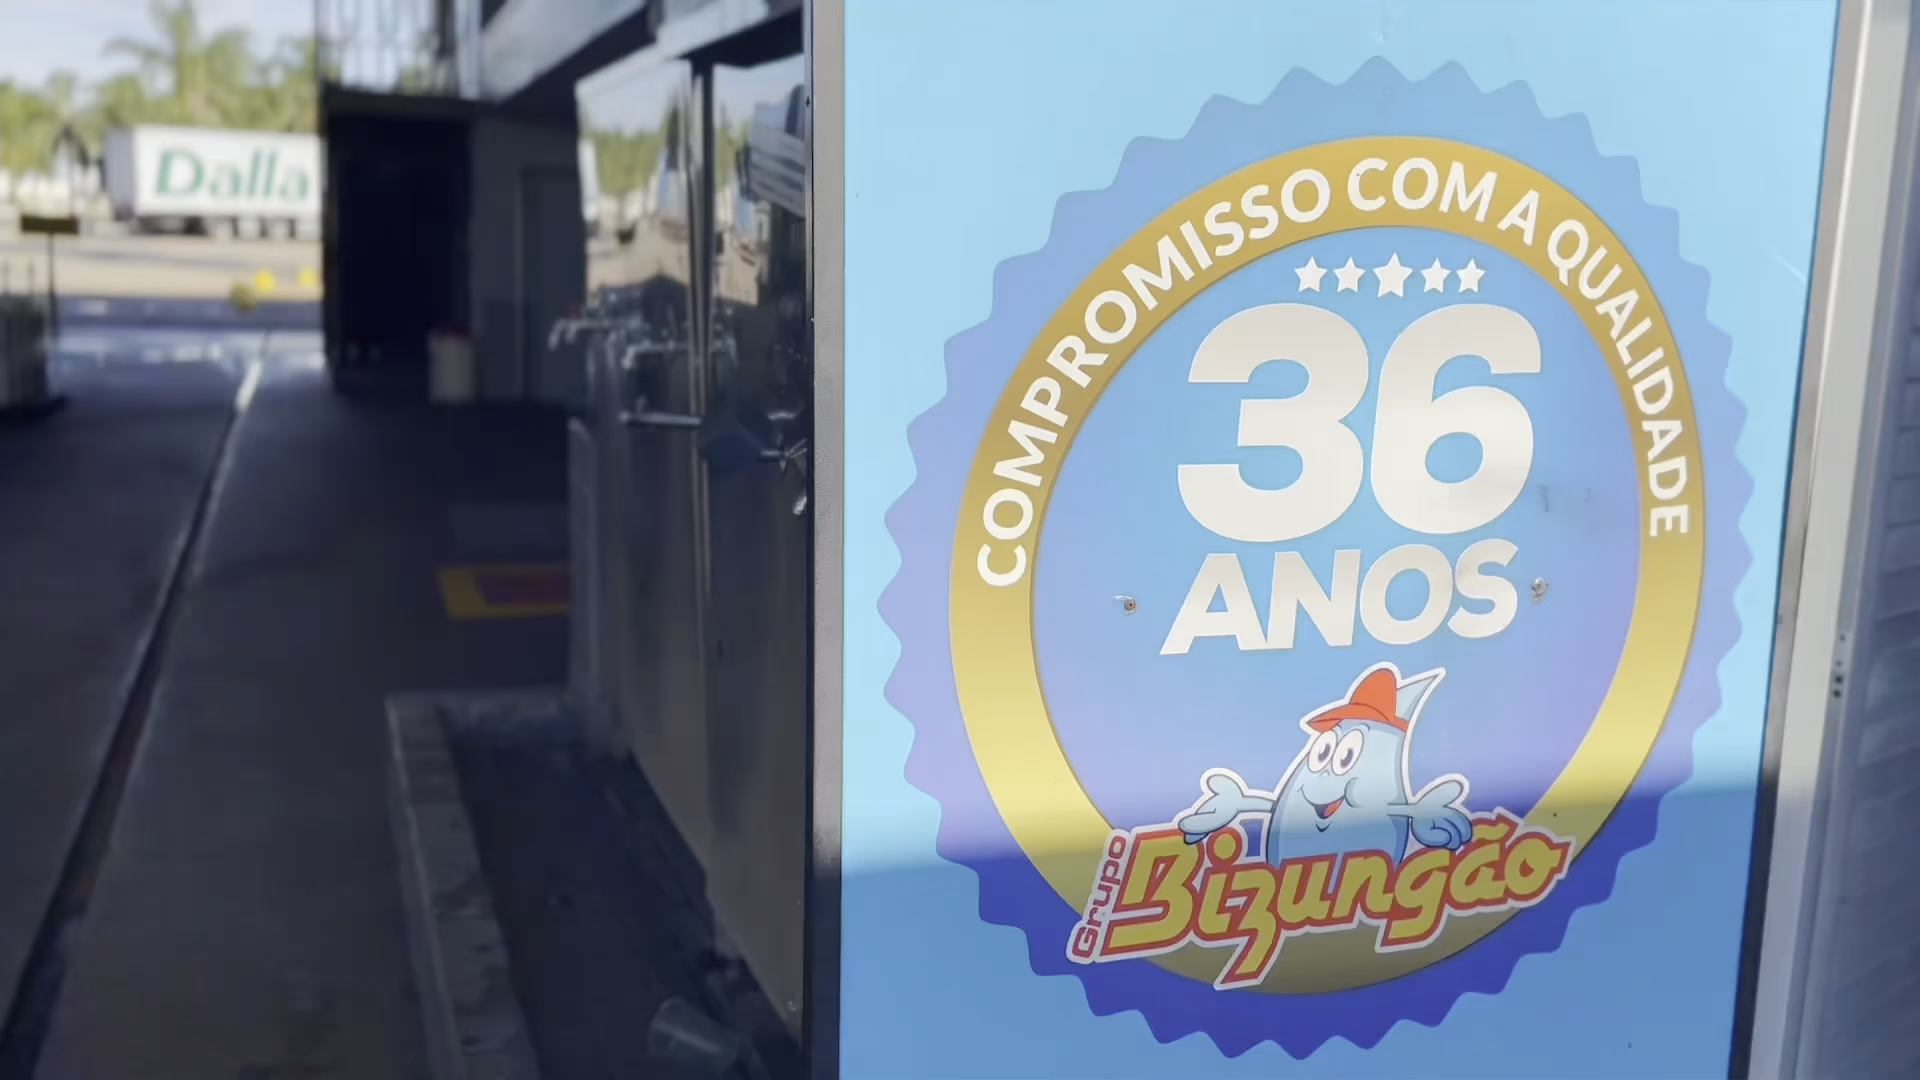 Dalla
COMPROMISSO COM A QUALIDADE
36
ANOS
Grupo
Bizungão